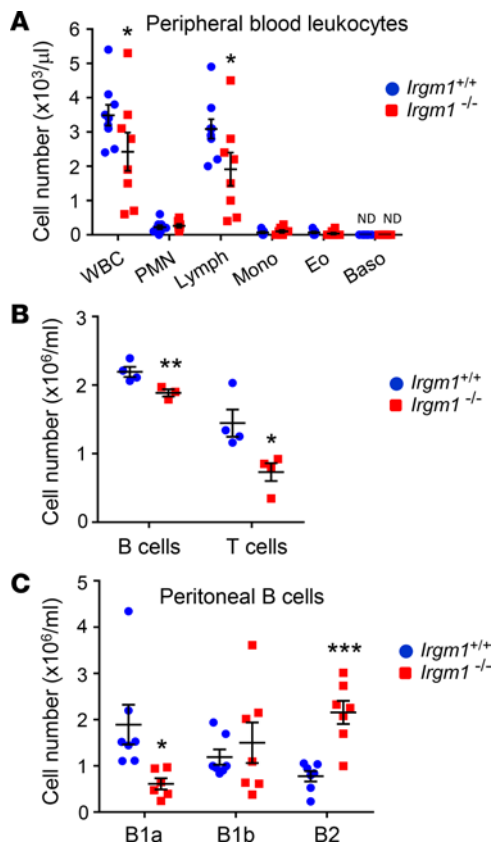 A
Peripheral blood leukocytes
Cell number (x10³/µl)
6
5
4
3
2
1
0
*
*
ND ND
WBC PMN Lymph Mono Eo Baso
Irgm1+/+
Irgm1 -/-
B
Cell number (x10⁶/ml)
3
2
1
0
**
*
B cells T cells
Irgm1+/+
Irgm1 -/-
C
Peritoneal B cells
Cell number (x10⁶/ml)
5
4
3
2
1
0
*
***
B1a B1b B2
Irgm1+/+
Irgm1 -/-